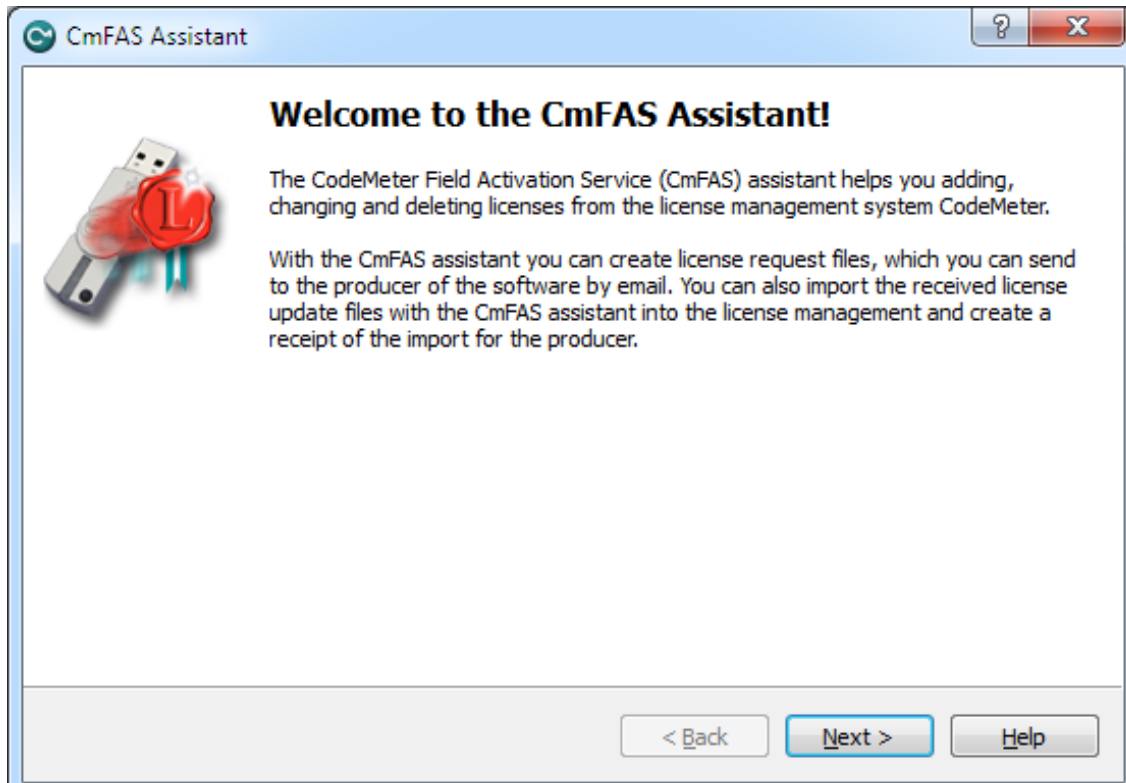 CmFAS Assistant
Welcome to the CmFAS Assistant!
The CodeMeter Field Activation Service (CmFAS) assistant helps you adding,
changing and deleting licenses from the license management system CodeMeter.
With the CmFAS assistant you can create license request files, which you can send
to the producer of the software by email. You can also import the received license
update files with the CmFAS assistant into the license management and create a
receipt of the import for the producer.
L
< Back Next > Help